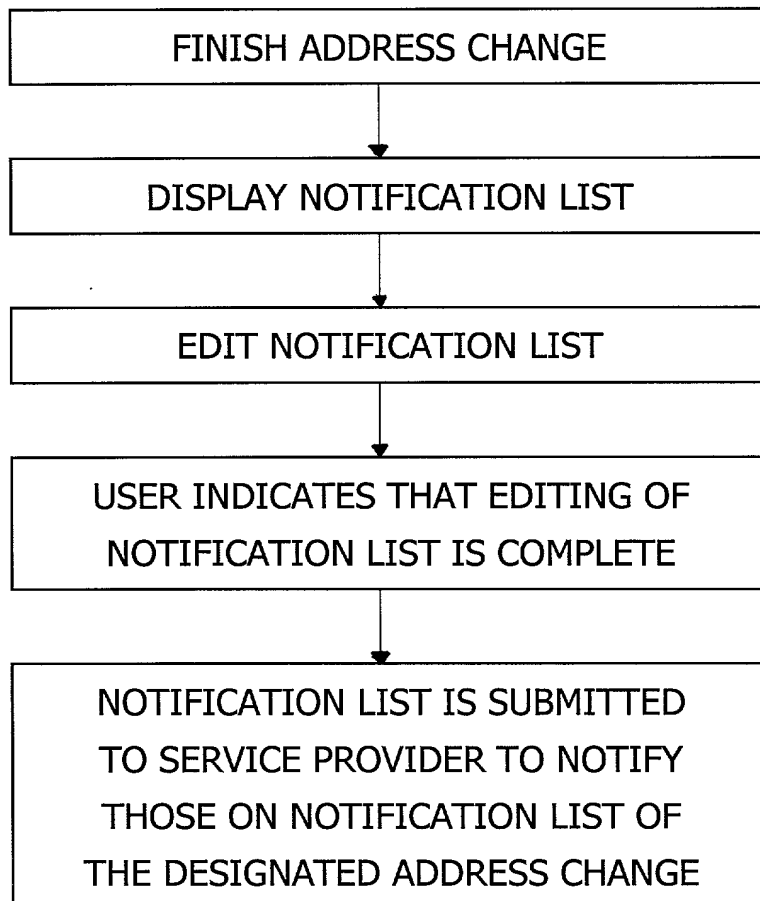 FINISH ADDRESS CHANGE
DISPLAY NOTIFICATION LIST
EDIT NOTIFICATION LIST
USER INDICATES THAT EDITING OF
NOTIFICATION LIST IS COMPLETE
NOTIFICATION LIST IS SUBMITTED
TO SERVICE PROVIDER TO NOTIFY
THOSE ON NOTIFICATION LIST OF
THE DESIGNATED ADDRESS CHANGE